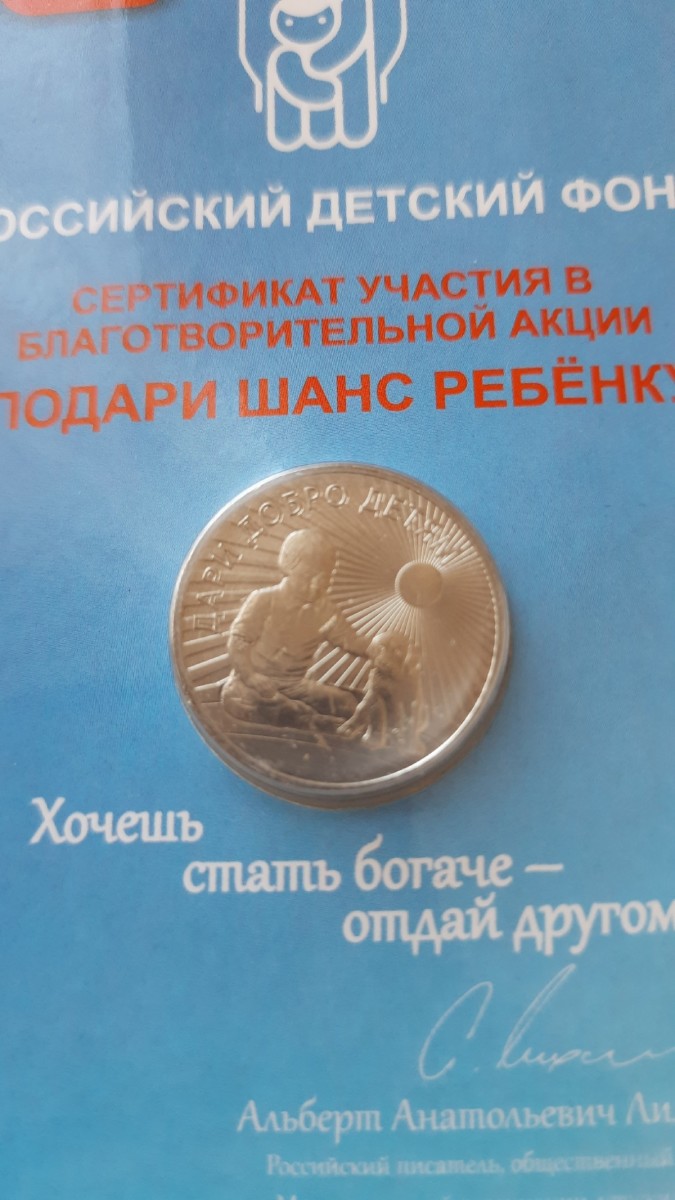 ОССИЙСКИЙ ДЕТСКИЙ ФОН
СЕРТИФИКАТ УЧАСТИЯ В
БЛАГОТВОРИТЕЛЬНОЙ АКЦИИ
ПОДАРИ ШАНС РЕБЁНКУ
ДАРИ ДОБРО ДЕТЯМ
Хочешь
стать богаче –
отдай другом
Альберт Анатольевич Ли
Российский писатель, общественный